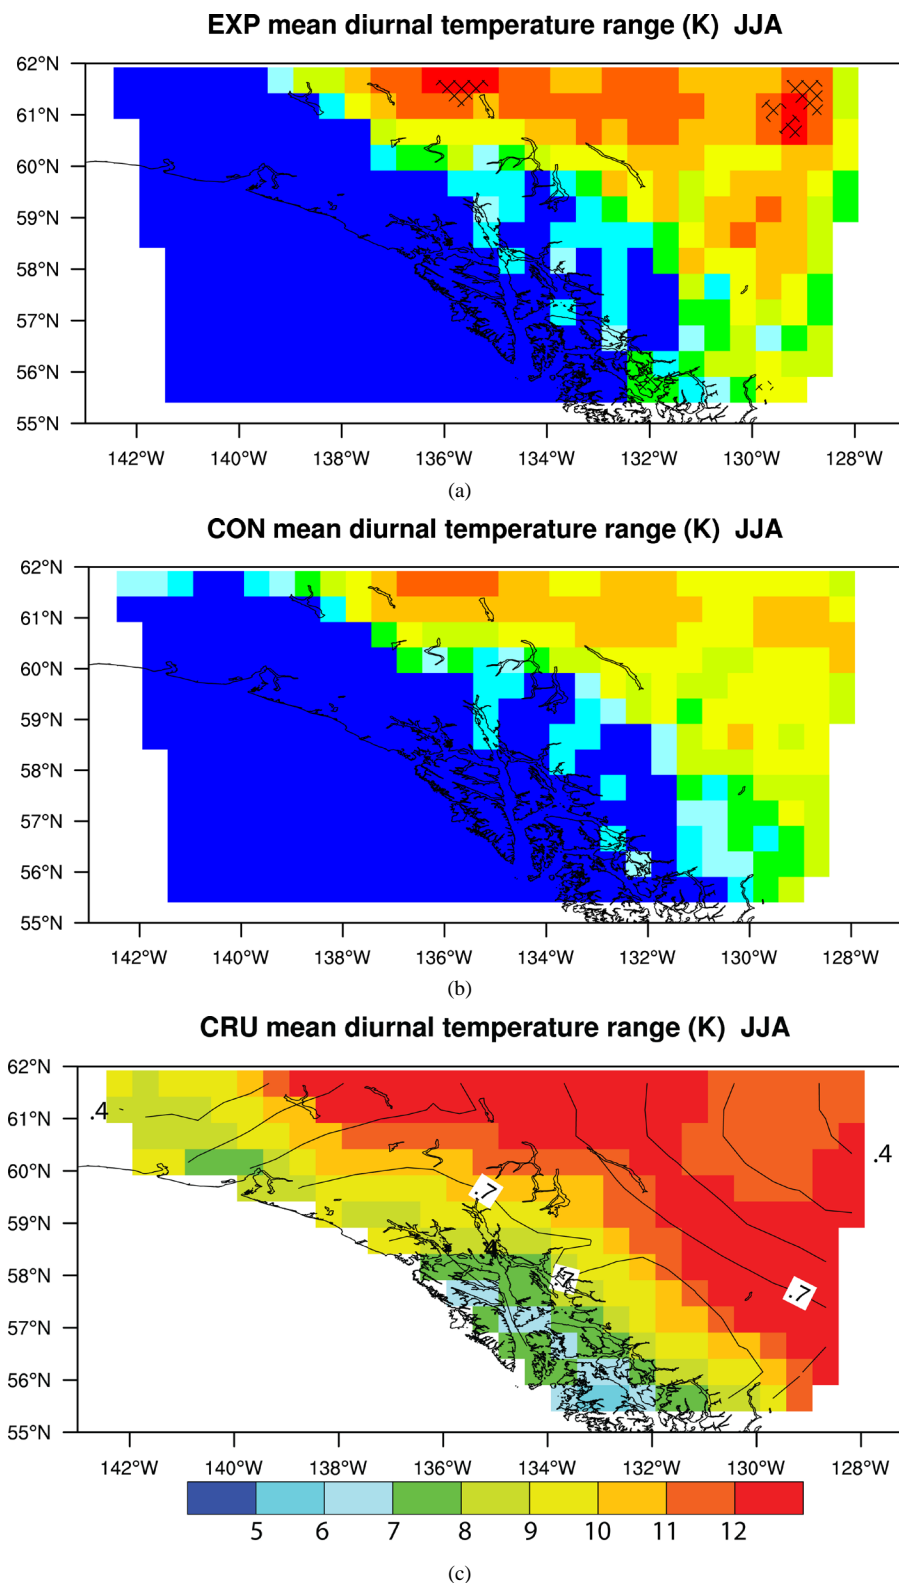 EXP mean diurnal temperature range (K) JJA
62°N
61°N
60°N
59°N
58°N
57°N
56°N
55°N
142°W 140°W 138°W 136°W 134°W 132°W 130°W 128°W
(a)
CON mean diurnal temperature range (K) JJA
62°N
61°N
60°N
59°N
58°N
57°N
56°N
55°N
142°W 140°W 138°W 136°W 134°W 132°W 130°W 128°W
(b)
CRU mean diurnal temperature range (K) JJA
62°N
61°N
.4
60°N
.4
.7
59°N
.4
58°N
.7
.7
57°N
56°N
55°N
142°W 140°W 138°W 136°W 134°W 132°W 130°W 128°W
5 6 7 8 9 10 11 12
(c)